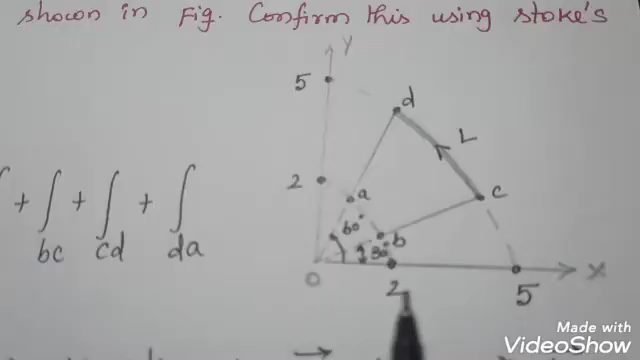 shown in Fig. Confirm this using stoke's
Y
5
d
L
∫ + ∫ + ∫ + ∫
bc cd da
2
a
c
60°
b
30°
O
2
5
X
Made with
VideoShow